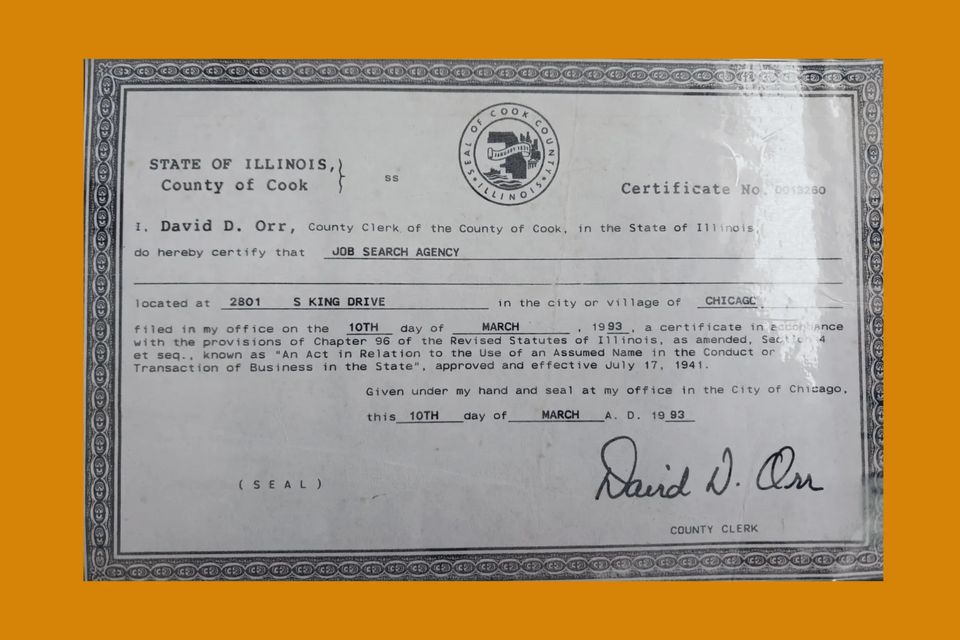 SEAL OF COOK COUNTY
JANUARY 1831
ILLINOIS
STATE OF ILLINOIS,
County of Cook
ss
Certificate No.
I. David D. Orr, County Clerk of the County of Cook, in the State of Illinois,
do hereby certify that JOB SEARCH AGENCY
located at 2801 S KING DRIVE in the city or village of CHICAGO
filed in my office on the 10TH day of MARCH , 1993, a certificate in accordance
with the provisions of Chapter 96 of the Revised Statutes of Illinois, as amended, Section 4
et seq., known as "An Act in Relation to the Use of an Assumed Name in the Conduct or
Transaction of Business in the State", approved and effective July 17, 1941.
Given under my hand and seal at my office in the City of Chicago,
this 10TH day of MARCH A. D. 1993
(SEAL)
David D. Orr
COUNTY CLERK